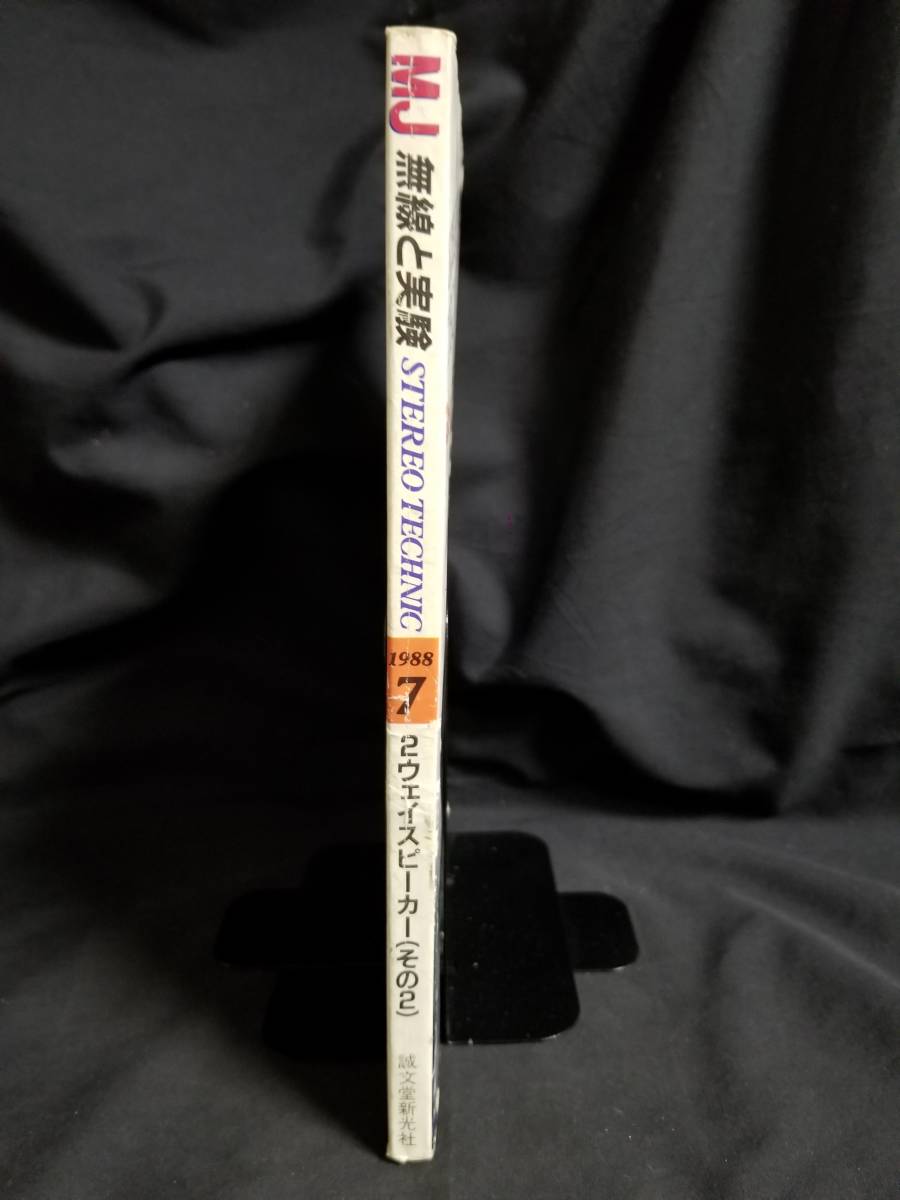 MJ
無線と実験
STEREO TECHNIC
1988
7
2ウェイスピーカー(その2)
誠文堂新光社